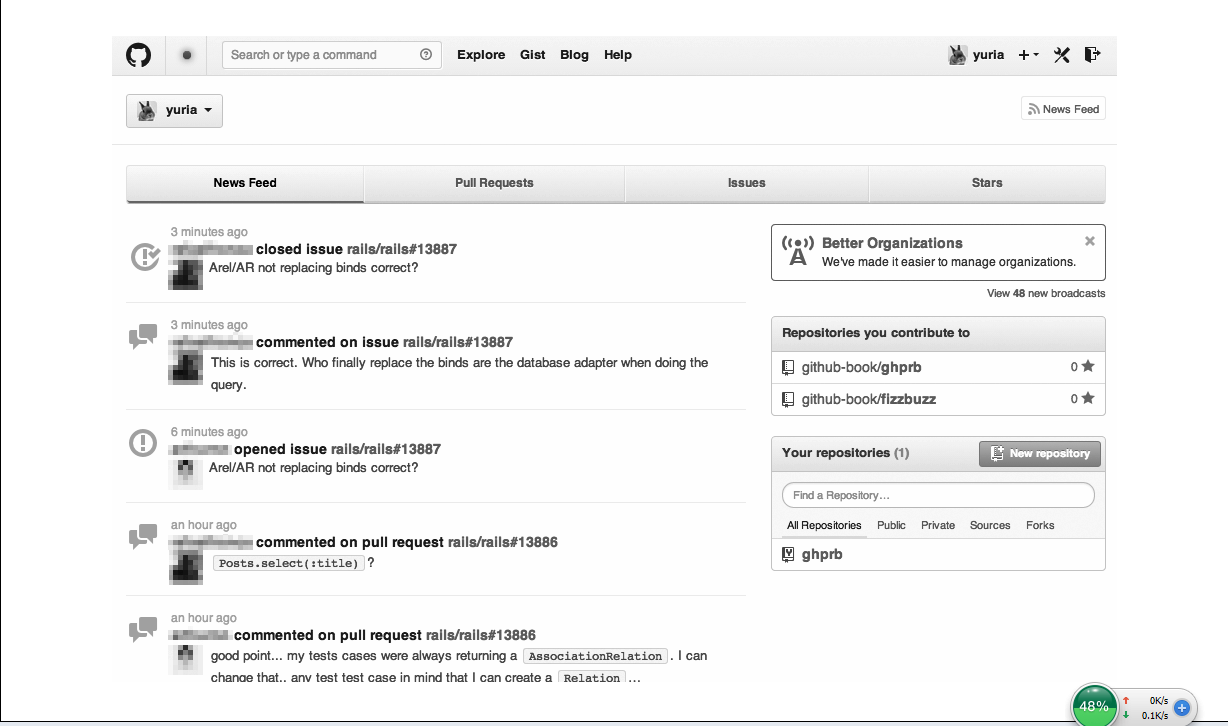 Search or type a command
Explore Gist Blog Help
yuria
yuria
News Feed
News Feed
Pull Requests
Issues
Stars
3 minutes ago
closed issue rails/rails#13887
Arel/AR not replacing binds correct?
3 minutes ago
commented on issue rails/rails#13887
This is correct. Who finally replace the binds are the database adapter when doing the
query.
6 minutes ago
opened issue rails/rails#13887
Arel/AR not replacing binds correct?
an hour ago
commented on pull request rails/rails#13886
Posts.select(:title) ?
an hour ago
commented on pull request rails/rails#13886
good point... my tests cases were always returning a AssociationRelation . I can
change that.. any test test case in mind that I can create a Relation ...
Better Organizations
We've made it easier to manage organizations.
View 48 new broadcasts
Repositories you contribute to
github-book/ghprb 0
github-book/fizzbuzz 0
Your repositories (1)
New repository
Find a Repository...
All Repositories Public Private Sources Forks
ghprb
48%
0K/s
0.1K/s